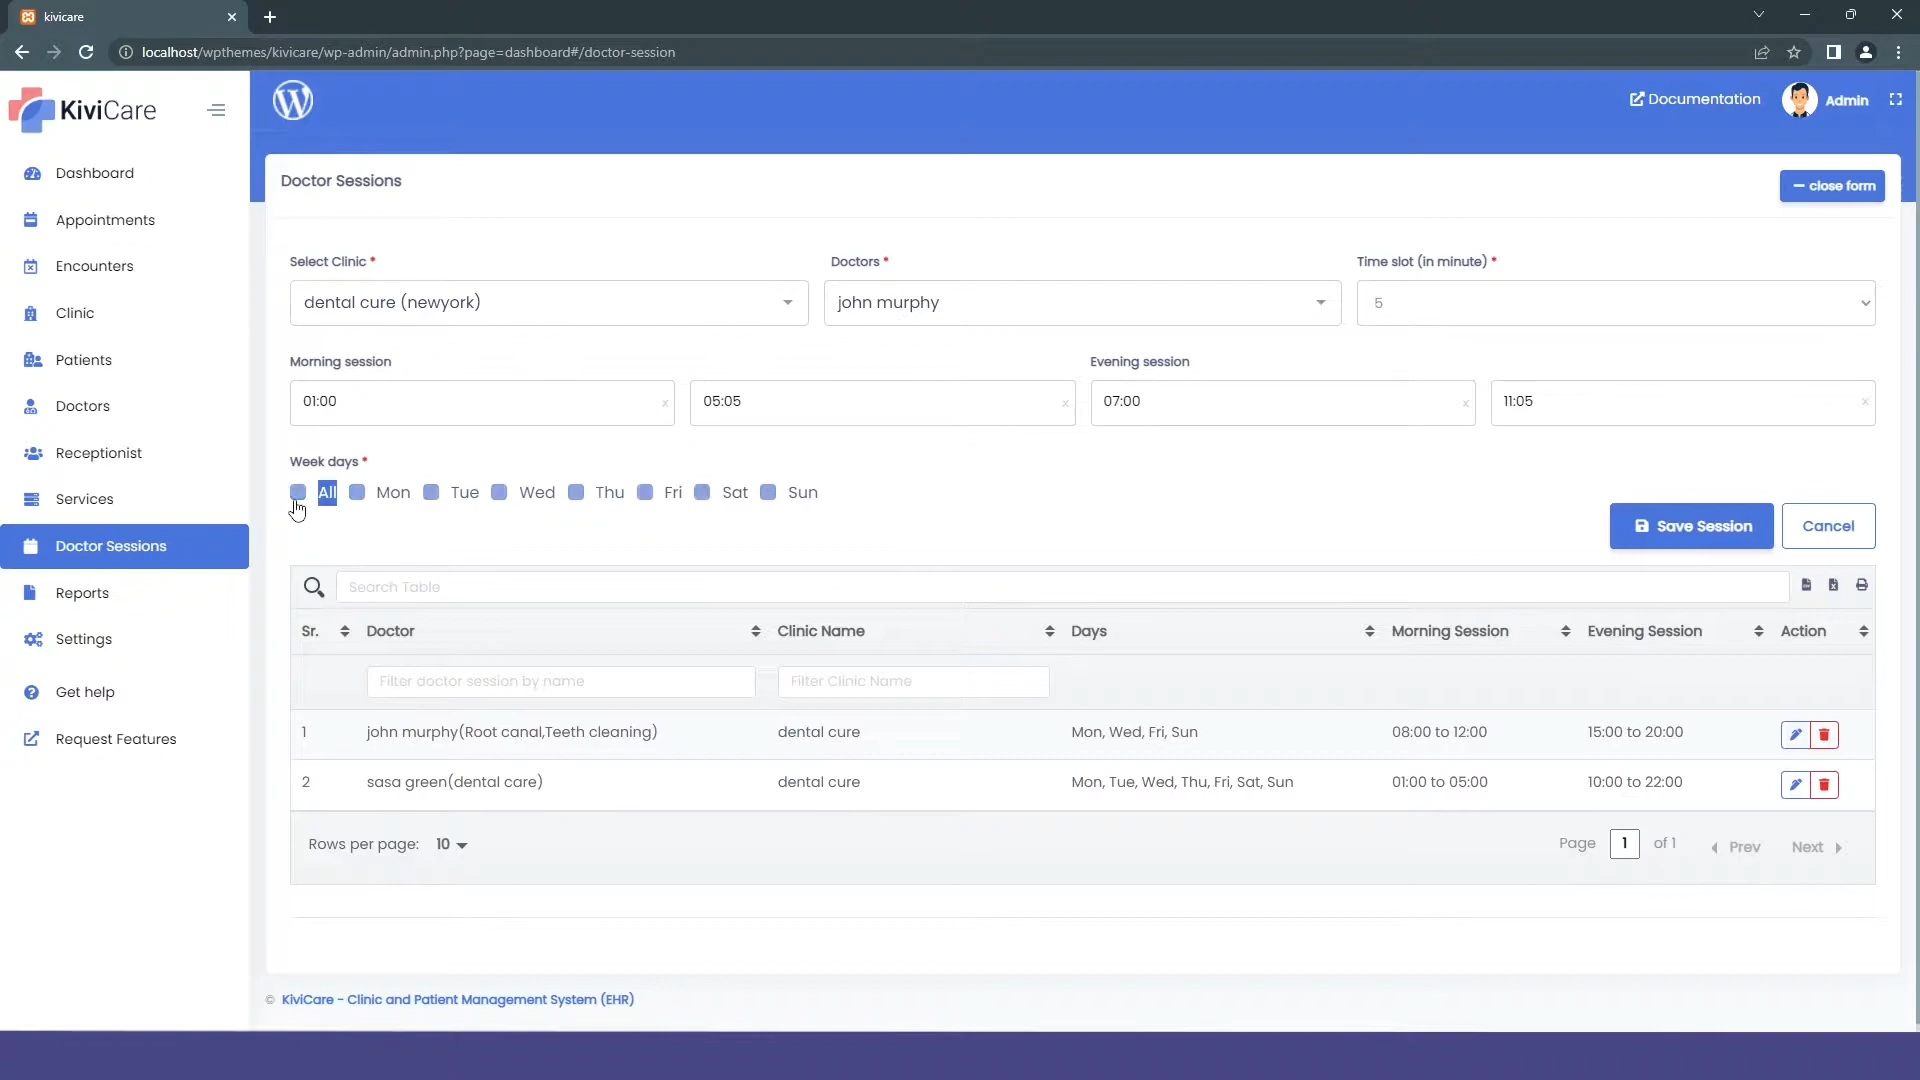 kivicare
localhost/wpthemes/kivicare/wp-admin/admin.php?page=dashboard#/doctor-session
KiviCare
Documentation
Admin
Dashboard
Appointments
Encounters
Clinic
Patients
Doctors
Receptionist
Services
Doctor Sessions
Reports
Settings
Get help
Request Features
Doctor Sessions
close form
Select Clinic *
Doctors *
Time slot (in minute) *
dental cure (newyork)
john murphy
5
Morning session
Evening session
01:00 x
05:05 x
07:00 x
11:05 x
Week days *
All Mon Tue Wed Thu Fri Sat Sun
Save Session
Cancel
Search Table
Sr. Doctor Clinic Name Days Morning Session Evening Session Action
Filter doctor session by name
Filter Clinic Name
1 john murphy(Root canal,Teeth cleaning) dental cure Mon, Wed, Fri, Sun 08:00 to 12:00 15:00 to 20:00
2 sasa green(dental care) dental cure Mon, Tue, Wed, Thu, Fri, Sat, Sun 01:00 to 05:00 10:00 to 22:00
Rows per page: 10
Page 1 of 1 Prev Next
© KiviCare - Clinic and Patient Management System (EHR)